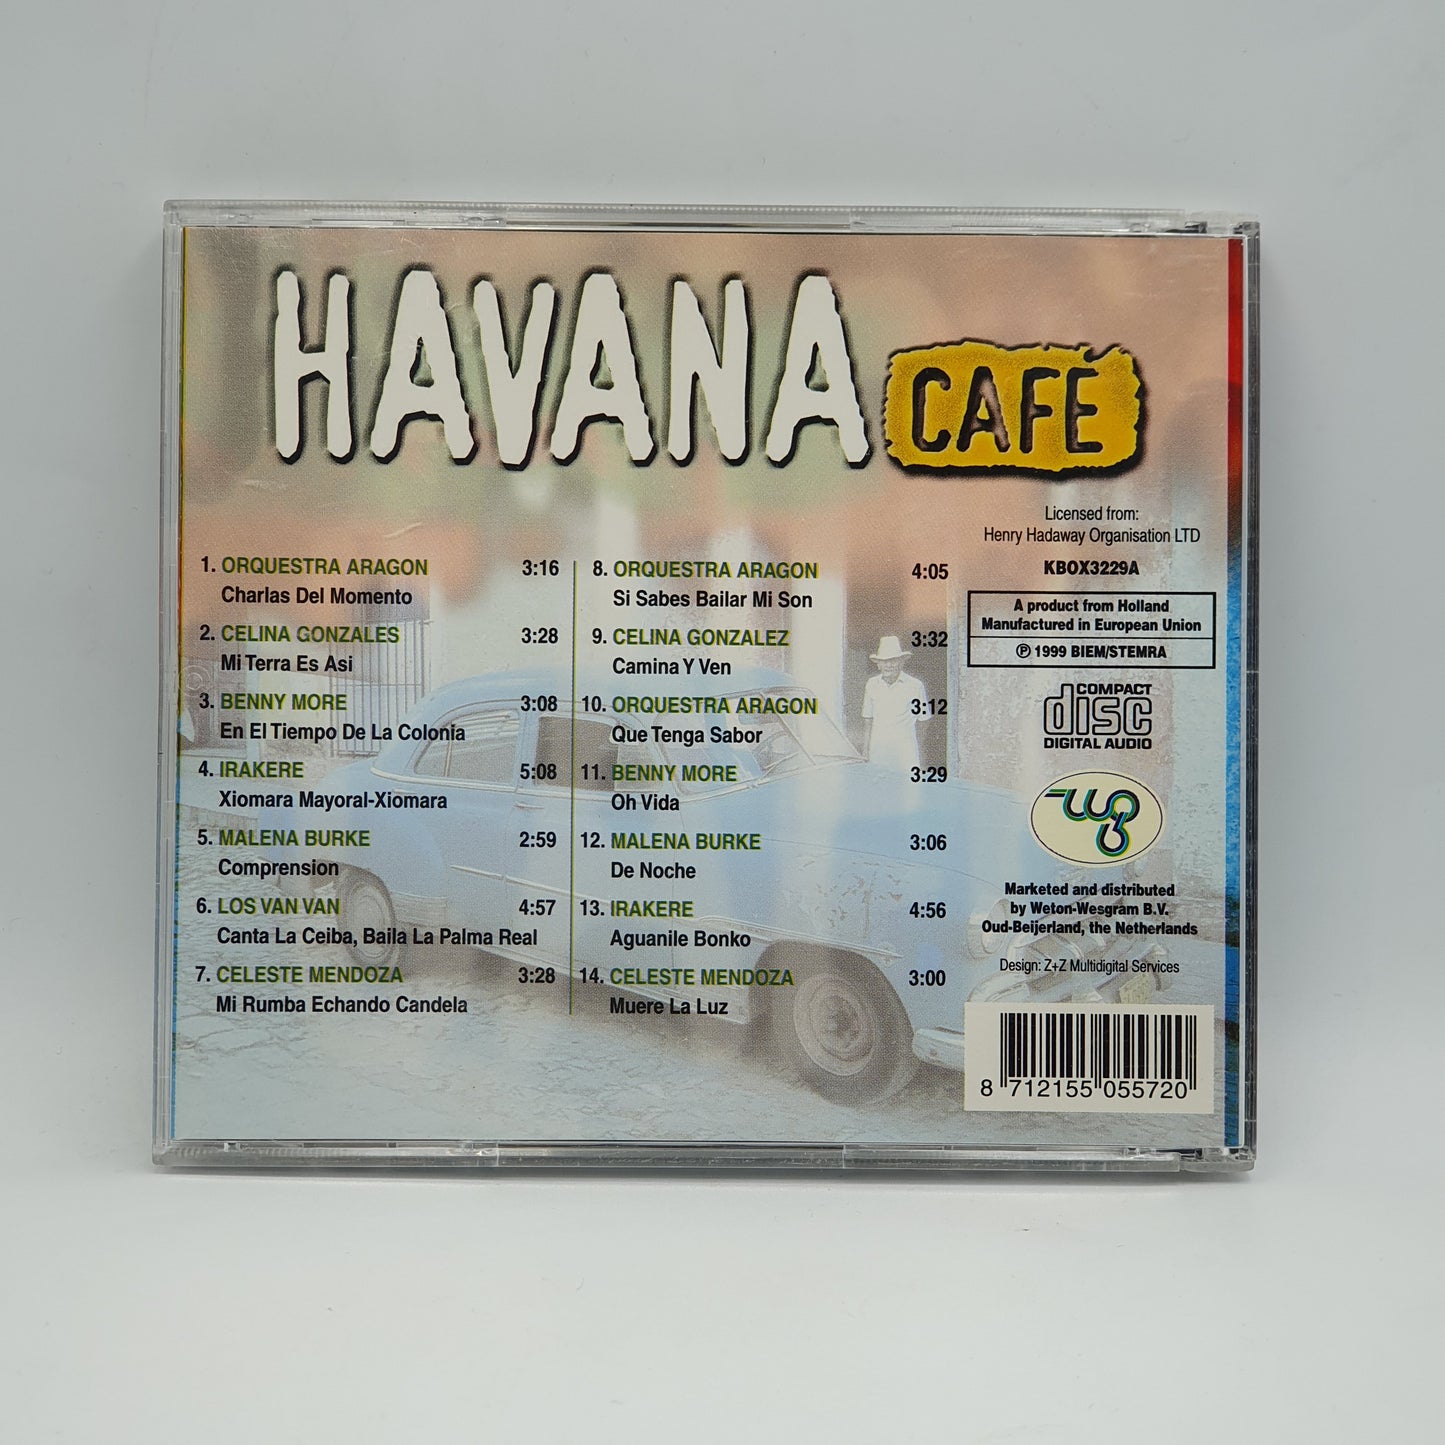 HAVANA CAFÉ
1. ORQUESTRA ARAGON 3:16
Charlas Del Momento
2. CELINA GONZALES 3:28
Mi Terra Es Asi
3. BENNY MORE 3:08
En El Tiempo De La Colonia
4. IRAKERE 5:08
Xiomara Mayoral-Xiomara
5. MALENA BURKE 2:59
Comprension
6. LOS VAN VAN 4:57
Canta La Ceiba, Baila La Palma Real
7. CELESTE MENDOZA 3:28
Mi Rumba Echando Candela
8. ORQUESTRA ARAGON 4:05
Si Sabes Bailar Mi Son
9. CELINA GONZALEZ 3:32
Camina Y Ven
10. ORQUESTRA ARAGON 3:12
Que Tenga Sabor
11. BENNY MORE 3:29
Oh Vida
12. MALENA BURKE 3:06
De Noche
13. IRAKERE 4:56
Aguanile Bonko
14. CELESTE MENDOZA 3:00
Muere La Luz
Licensed from:
Henry Hadaway Organisation LTD
KBOX3229A
A product from Holland
Manufactured in European Union
℗ 1999 BIEM/STEMRA
COMPACT
disc
DIGITAL AUDIO
Marketed and distributed
by Weton-Wesgram B.V.
Oud-Beijerland, the Netherlands
Design: Z+Z Multidigital Services
8 712155 055720